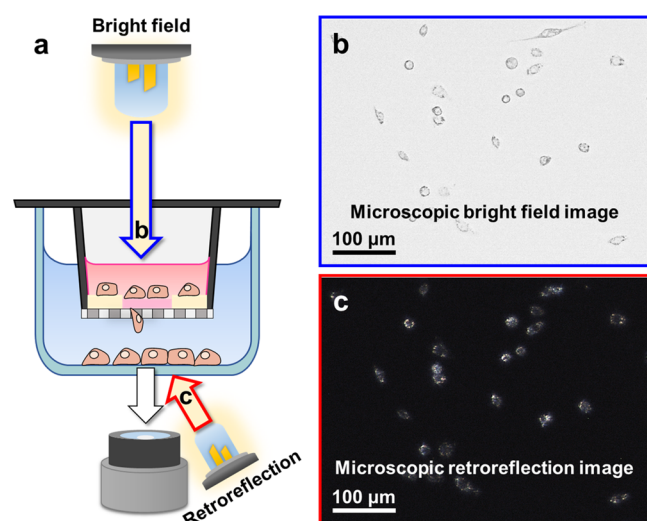 a
Bright field
b
c
Retroreflection
b
Microscopic bright field image
100 µm
c
Microscopic retroreflection image
100 µm